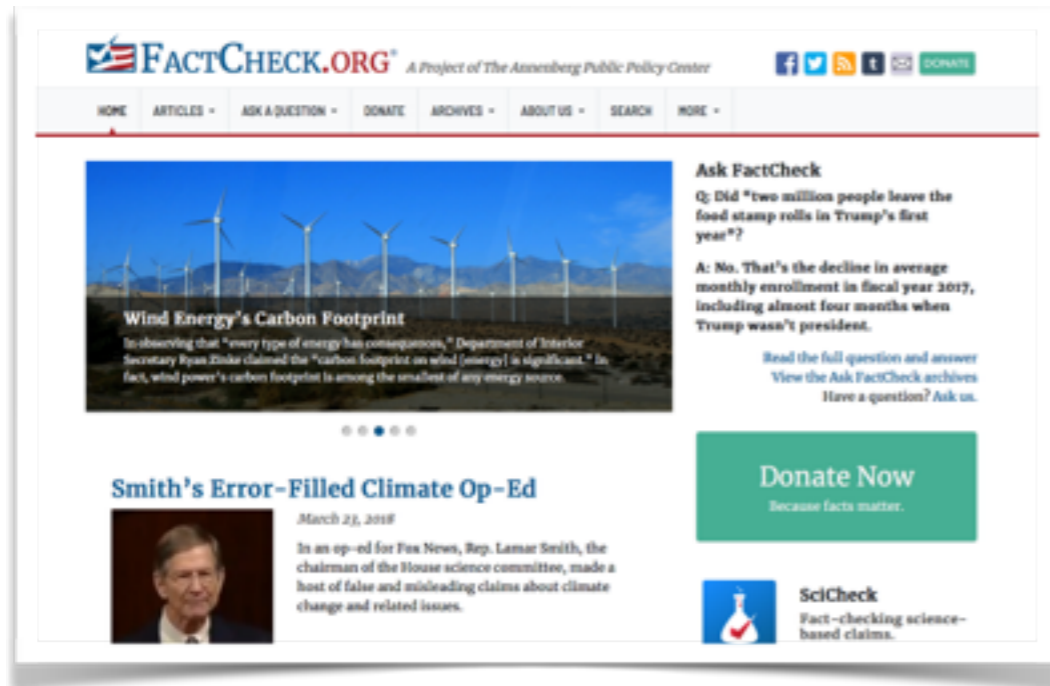 FACTCHECK.ORG® A Project of The Annenberg Public Policy Center
f t DONATE
HOME ARTICLES ASK A QUESTION DONATE ARCHIVES ABOUT US SEARCH MORE
Wind Energy's Carbon Footprint
In observing that "every type of energy has consequences," Department of Interior
Secretary Ryan Zinke claimed the "carbon footprint on wind [energy] is significant." In
fact, wind power's carbon footprint is among the smallest of any energy source.
Smith's Error-Filled Climate Op-Ed
March 23, 2018
In an op-ed for Fox News, Rep. Lamar Smith, the
chairman of the House science committee, made a
host of false and misleading claims about climate
change and related issues.
Ask FactCheck
Q: Did "two million people leave the
food stamp rolls in Trump's first
year"?
A: No. That's the decline in average
monthly enrollment in fiscal year 2017,
including almost four months when
Trump wasn't president.
Read the full question and answer
View the Ask FactCheck archives
Have a question? Ask us.
Donate Now
Because facts matter.
SciCheck
Fact-checking science-
based claims.